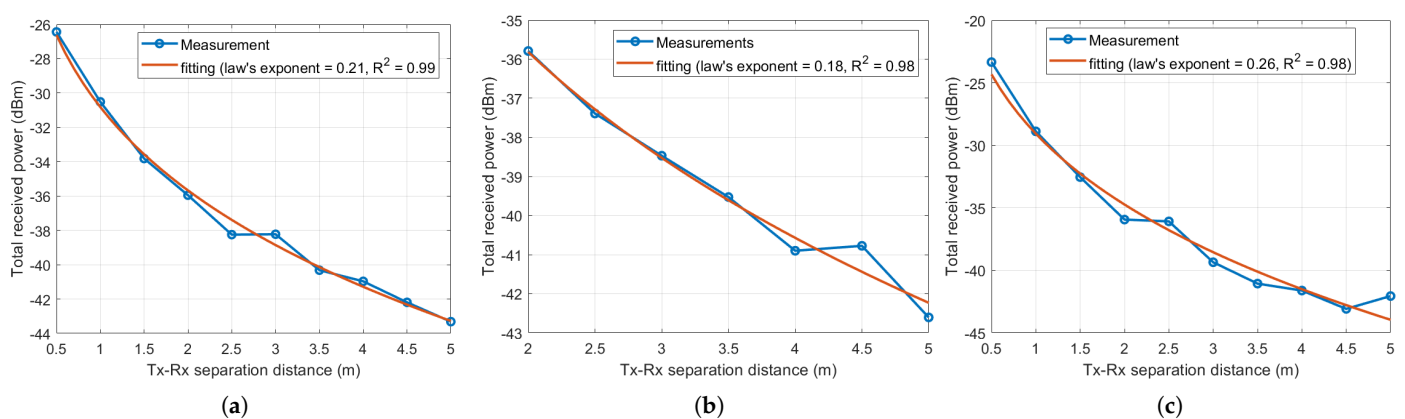 -26
-28
-30
-32
-34
-36
-38
-40
-42
-44
Total received power (dBm)
Measurement
fitting (law's exponent = 0.21, R² = 0.99
0.5 1 1.5 2 2.5 3 3.5 4 4.5 5
Tx-Rx separation distance (m)
(a)
-35
-36
-37
-38
-39
-40
-41
-42
-43
Total received power (dBm)
Measurements
fitting (law's exponent = 0.18, R² = 0.98
2 2.5 3 3.5 4 4.5 5
Tx-Rx separation distance (m)
(b)
-20
-25
-30
-35
-40
-45
Total received power (dBm)
Measurement
fitting (law's exponent = 0.26, R² = 0.98)
0.5 1 1.5 2 2.5 3 3.5 4 4.5 5
Tx-Rx separation distance (m)
(c)